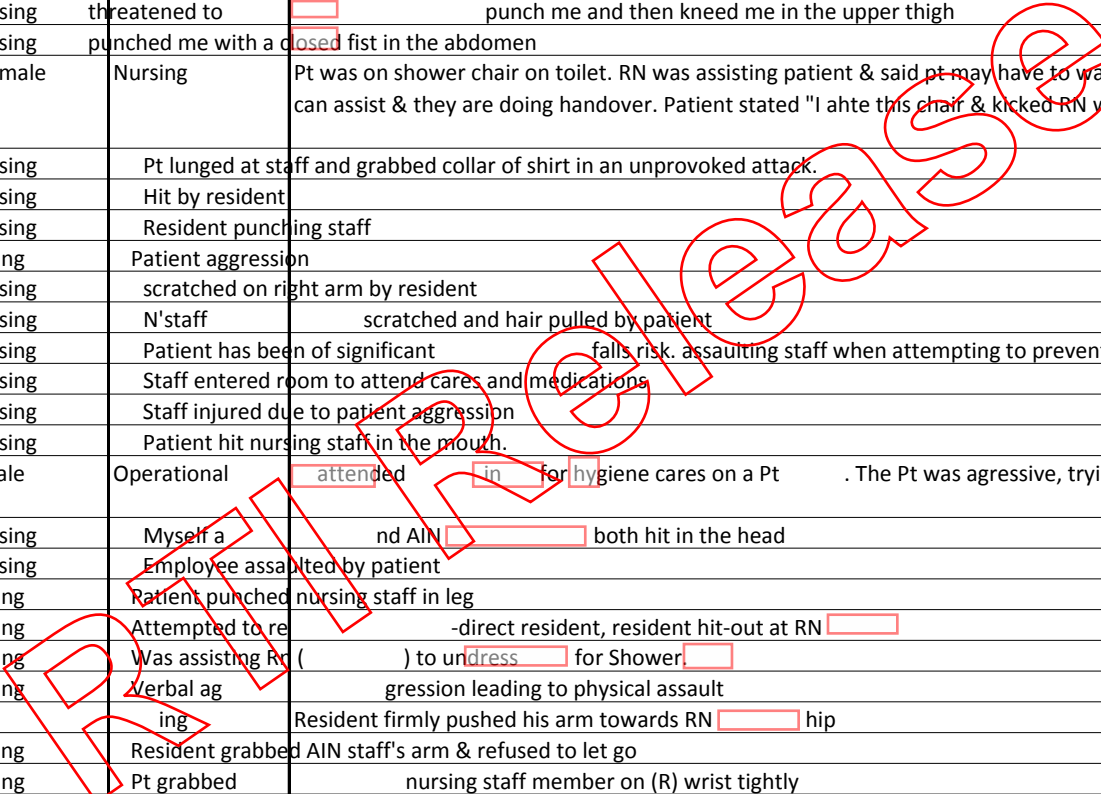 sing threatened to punch me and then kneed me in the upper thigh
sing punched me with a closed fist in the abdomen
male Nursing Pt was on shower chair on toilet. RN was assisting patient & said pt may have to wa
can assist & they are doing handover. Patient stated "I ahte this chair & kicked RN w
sing Pt lunged at staff and grabbed collar of shirt in an unprovoked attack.
sing Hit by resident
sing Resident punching staff
ng Patient aggression
sing scratched on right arm by resident
sing N'staff scratched and hair pulled by patient
sing Patient has been of significant falls risk. assaulting staff when attempting to prevent
sing Staff entered room to attend cares and medications
sing Staff injured due to patient aggression
sing Patient hit nursing staff in the mouth.
ale Operational attended in for hygiene cares on a Pt . The Pt was agressive, tryi
sing Myself a nd AIN both hit in the head
sing Employee assaulted by patient
ng Patient punched nursing staff in leg
ng Attempted to re -direct resident, resident hit-out at RN
ng Was assisting Rn ( ) to undress for Shower.
ng Verbal ag gression leading to physical assault
ing Resident firmly pushed his arm towards RN hip
ng Resident grabbed AIN staff's arm & refused to let go
ng Pt grabbed nursing staff member on (R) wrist tightly
RTI Release